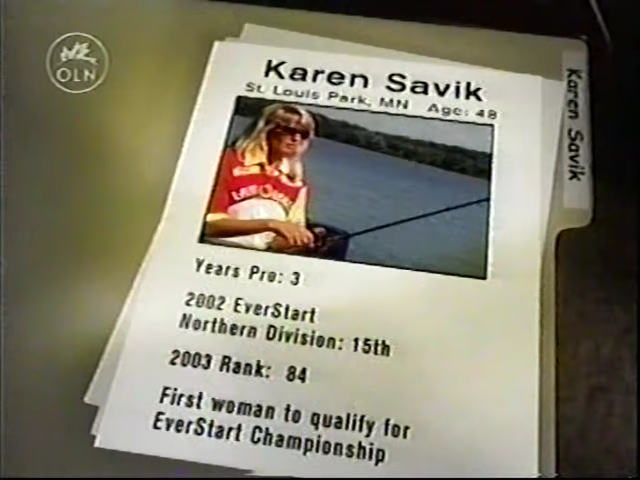 OLN
Karen Savik
St. Louis Park, MN Age: 48
Karen Savik
Years Pro: 3
2002 EverStart
Northern Division: 15th
2003 Rank: 84
First woman to qualify for
EverStart Championship